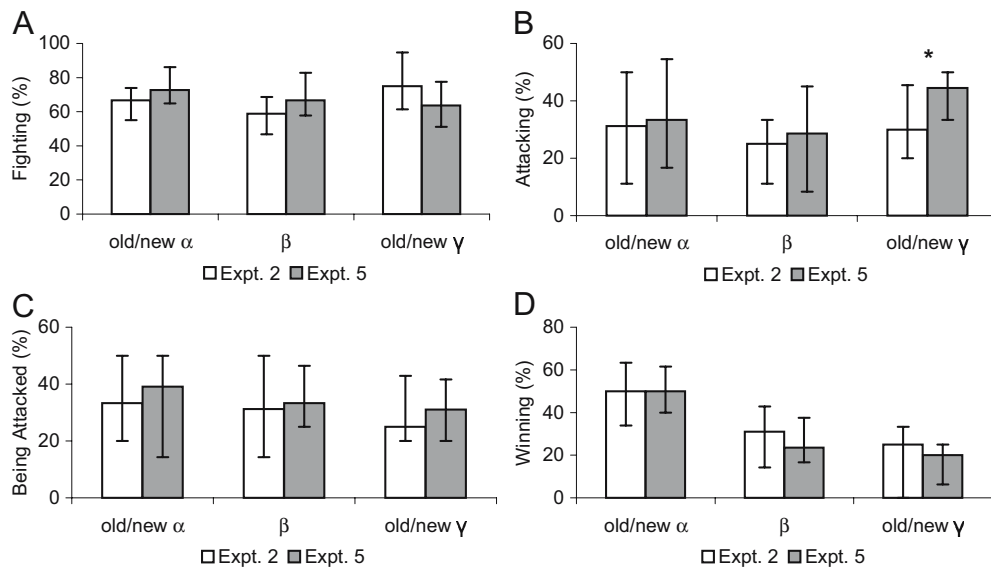 A
Fighting (%)
100
80
60
40
20
0
old/new α
β
old/new γ
Expt. 2 Expt. 5
B
Attacking (%)
60
40
20
0
*
old/new α
β
old/new γ
Expt. 2 Expt. 5
C
Being Attacked (%)
60
40
20
0
old/new α
β
old/new γ
Expt. 2 Expt. 5
D
Winning (%)
80
60
40
20
0
old/new α
β
old/new γ
Expt. 2 Expt. 5